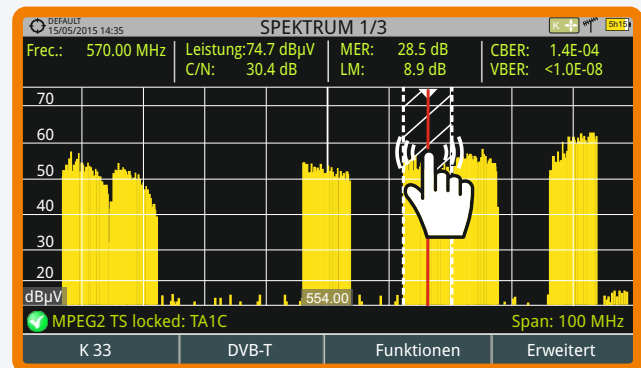 DEFAULT
15/05/2015 14:35
SPEKTRUM 1/3
K +
5h15
Frec.: 570.00 MHz
Leistung:74.7 dBµV
C/N: 30.4 dB
MER: 28.5 dB
LM: 8.9 dB
CBER: 1.4E-04
VBER: <1.0E-08
70
60
50
40
30
20
dBµV
554.00
MPEG2 TS locked: TA1C
Span: 100 MHz
K 33
DVB-T
Funktionen
Erweitert